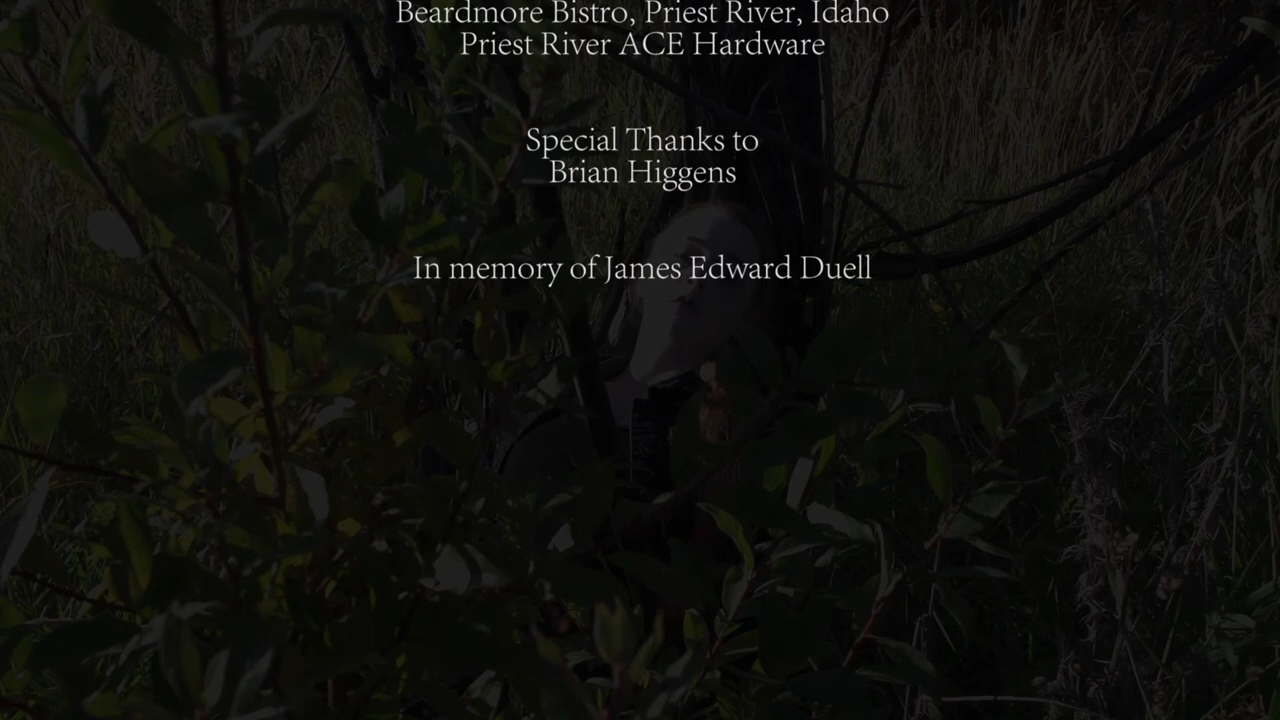 Beardmore Bistro, Priest River, Idaho
Priest River ACE Hardware
Special Thanks to
Brian Higgens
In memory of James Edward Duell